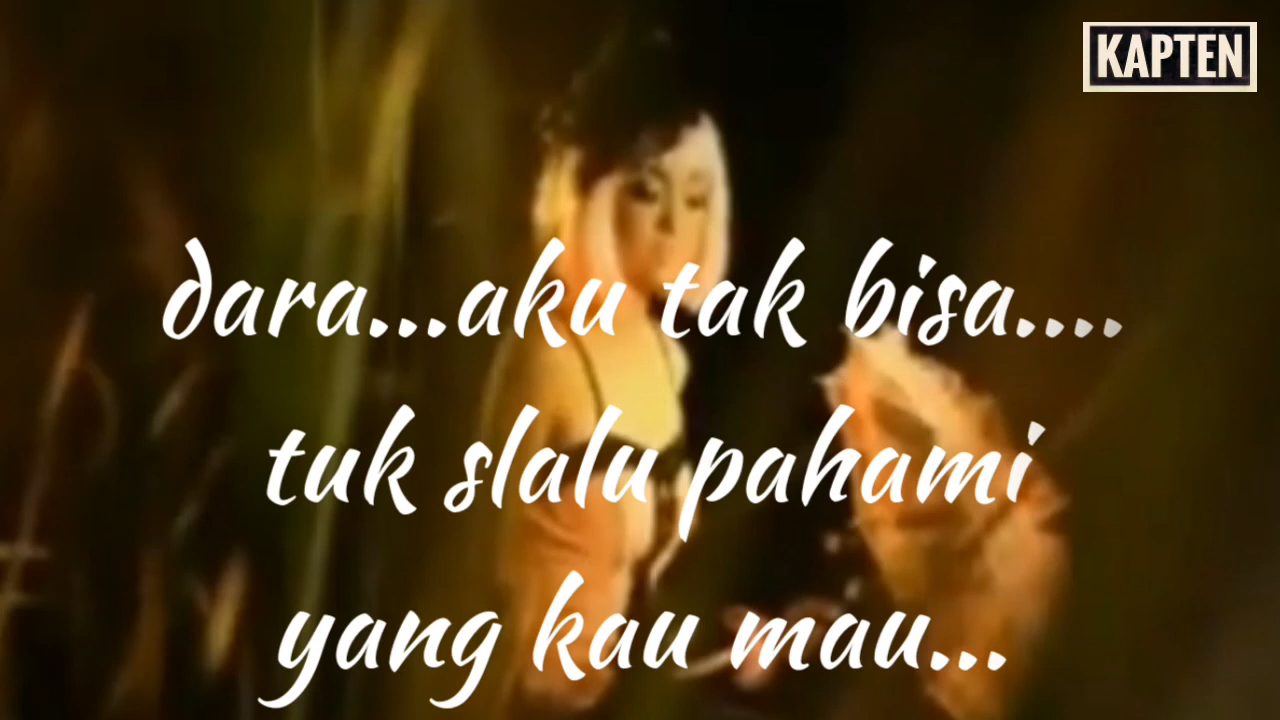 KAPTEN
dara...aku tak bisa....
tuk slalu pahami
yang kau mau...